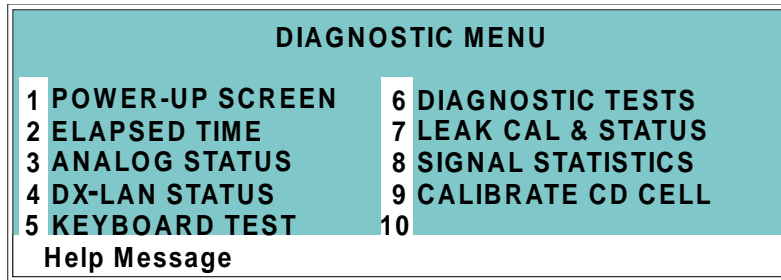 DIAGNOSTIC MENU
1 POWER-UP SCREEN
2 ELAPSED TIME
3 ANALOG STATUS
4 DX-LAN STATUS
5 KEYBOARD TEST
6 DIAGNOSTIC TESTS
7 LEAK CAL & STATUS
8 SIGNAL STATISTICS
9 CALIBRATE CD CELL
10
Help Message